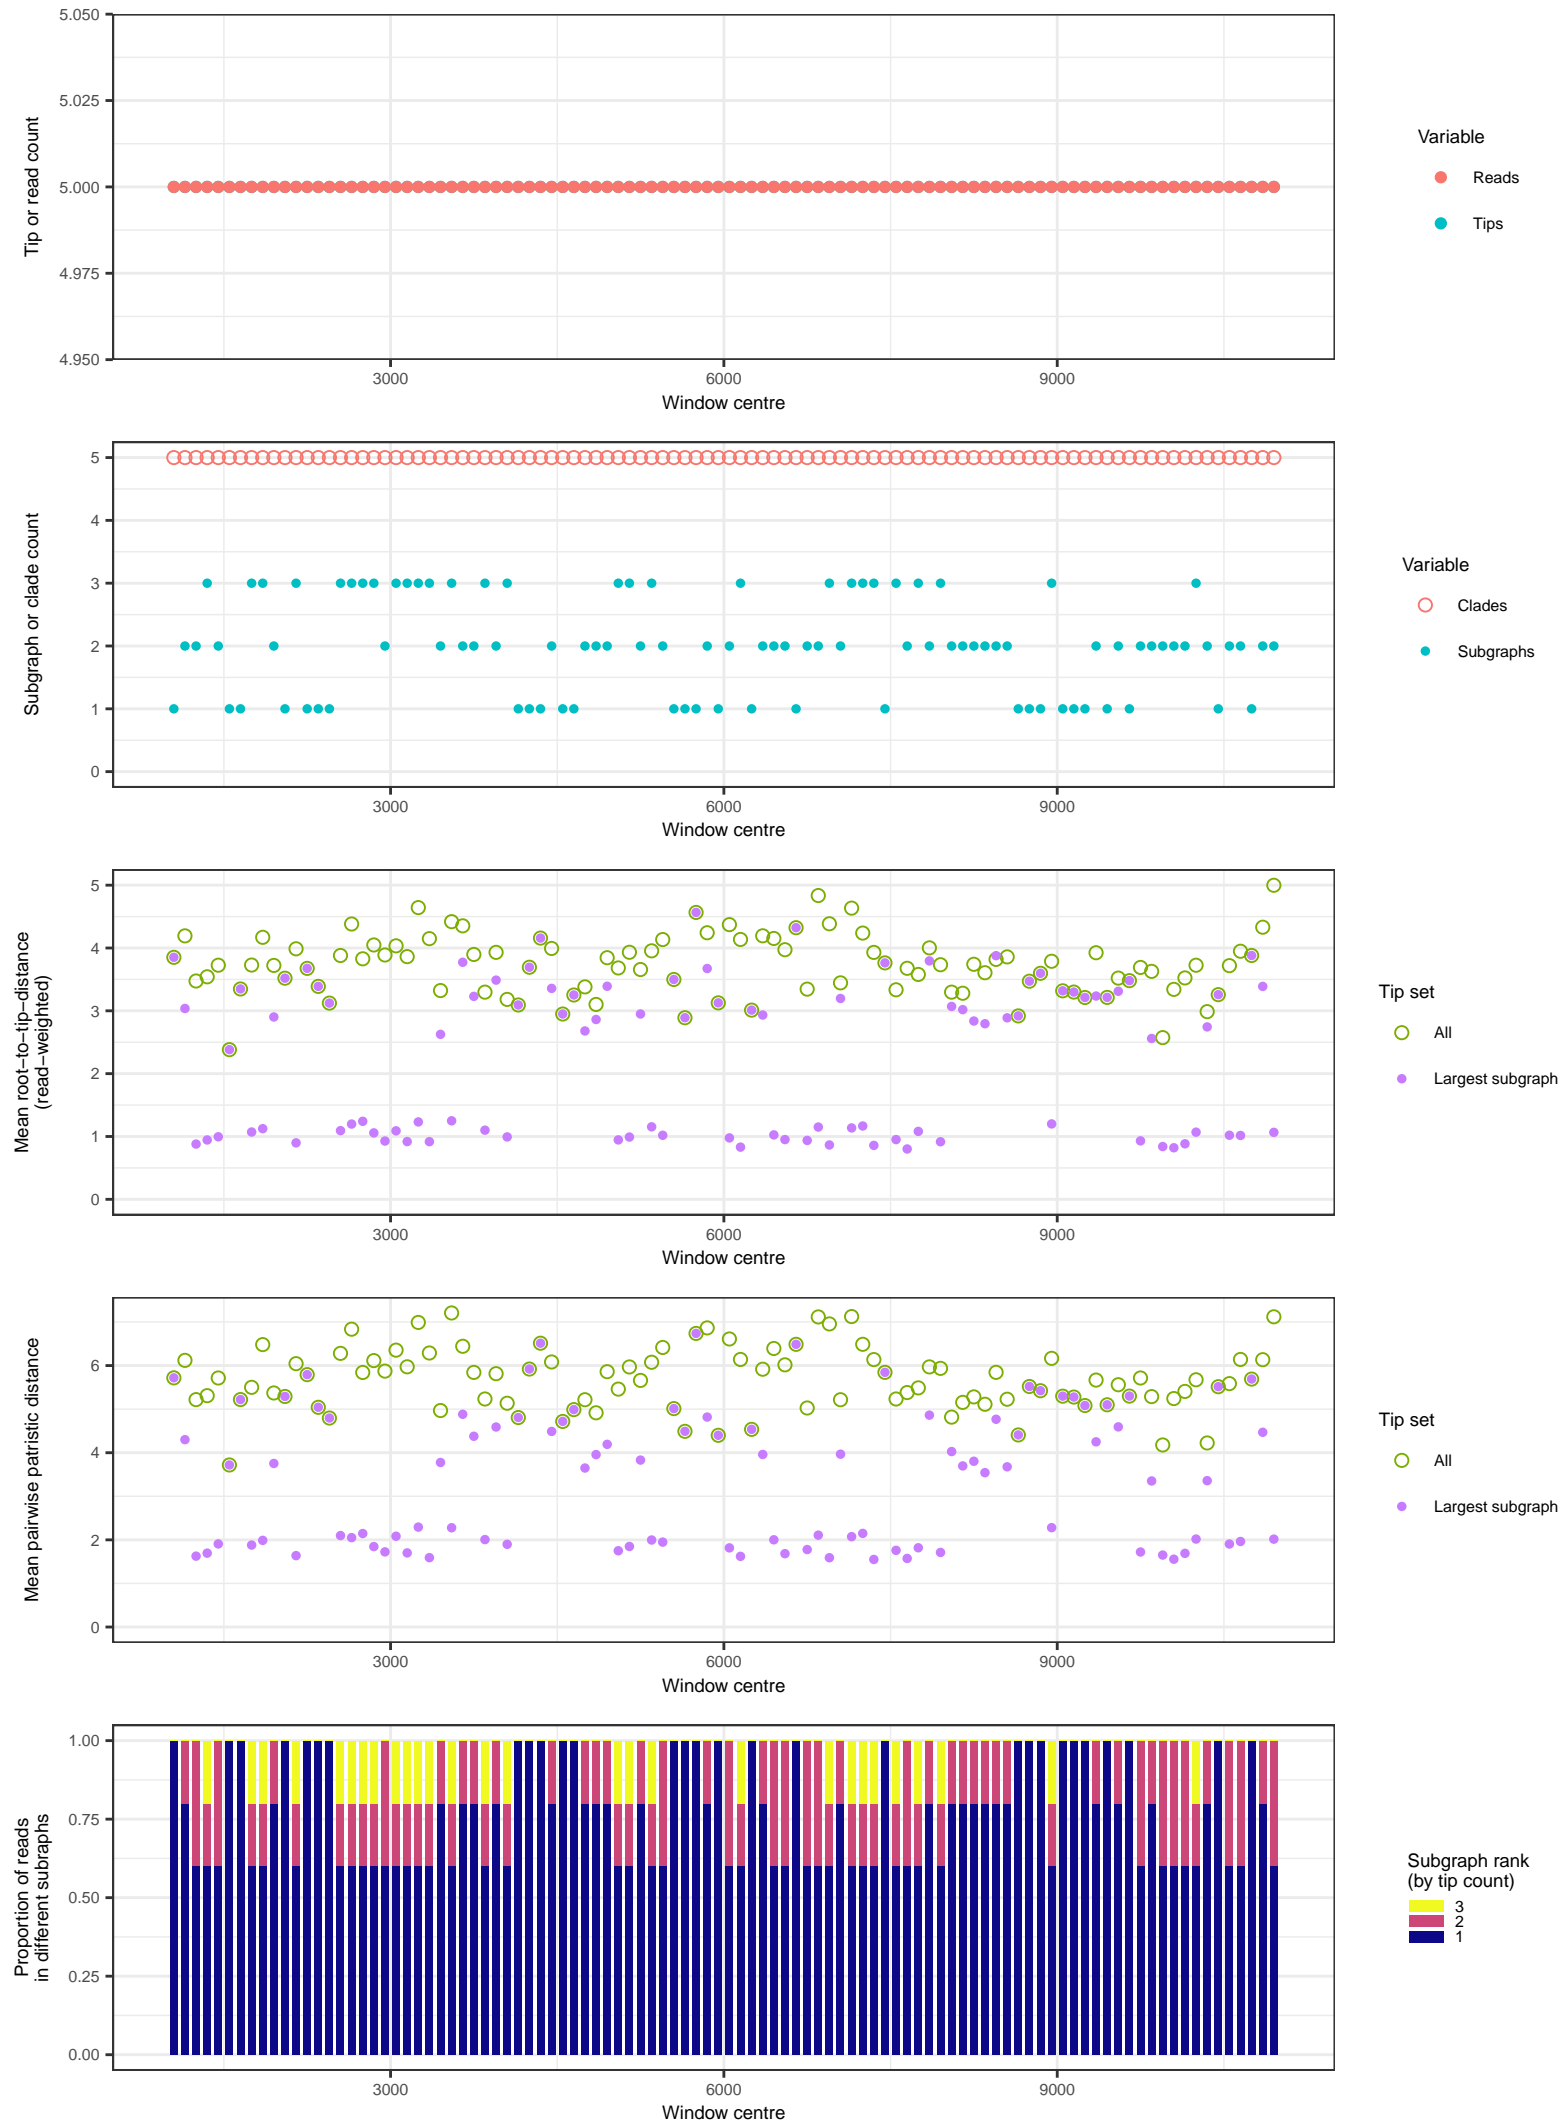 5.050
5.025
5.000
4.975
4.950
Tip or read count
3000 6000 9000
Window centre
Variable
Reads
Tips
5
4
3
2
1
0
Subgraph or clade count
3000 6000 9000
Window centre
Variable
Clades
Subgraphs
5
4
3
2
1
0
Mean root−to−tip−distance
(read−weighted)
3000 6000 9000
Window centre
Tip set
All
Largest subgraph
6
4
2
0
Mean pairwise patristic distance
3000 6000 9000
Window centre
Tip set
All
Largest subgraph
1.00
0.75
0.50
0.25
0.00
Proportion of reads
in different subraphs
3000 6000 9000
Window centre
Subgraph rank
(by tip count)
3
2
1